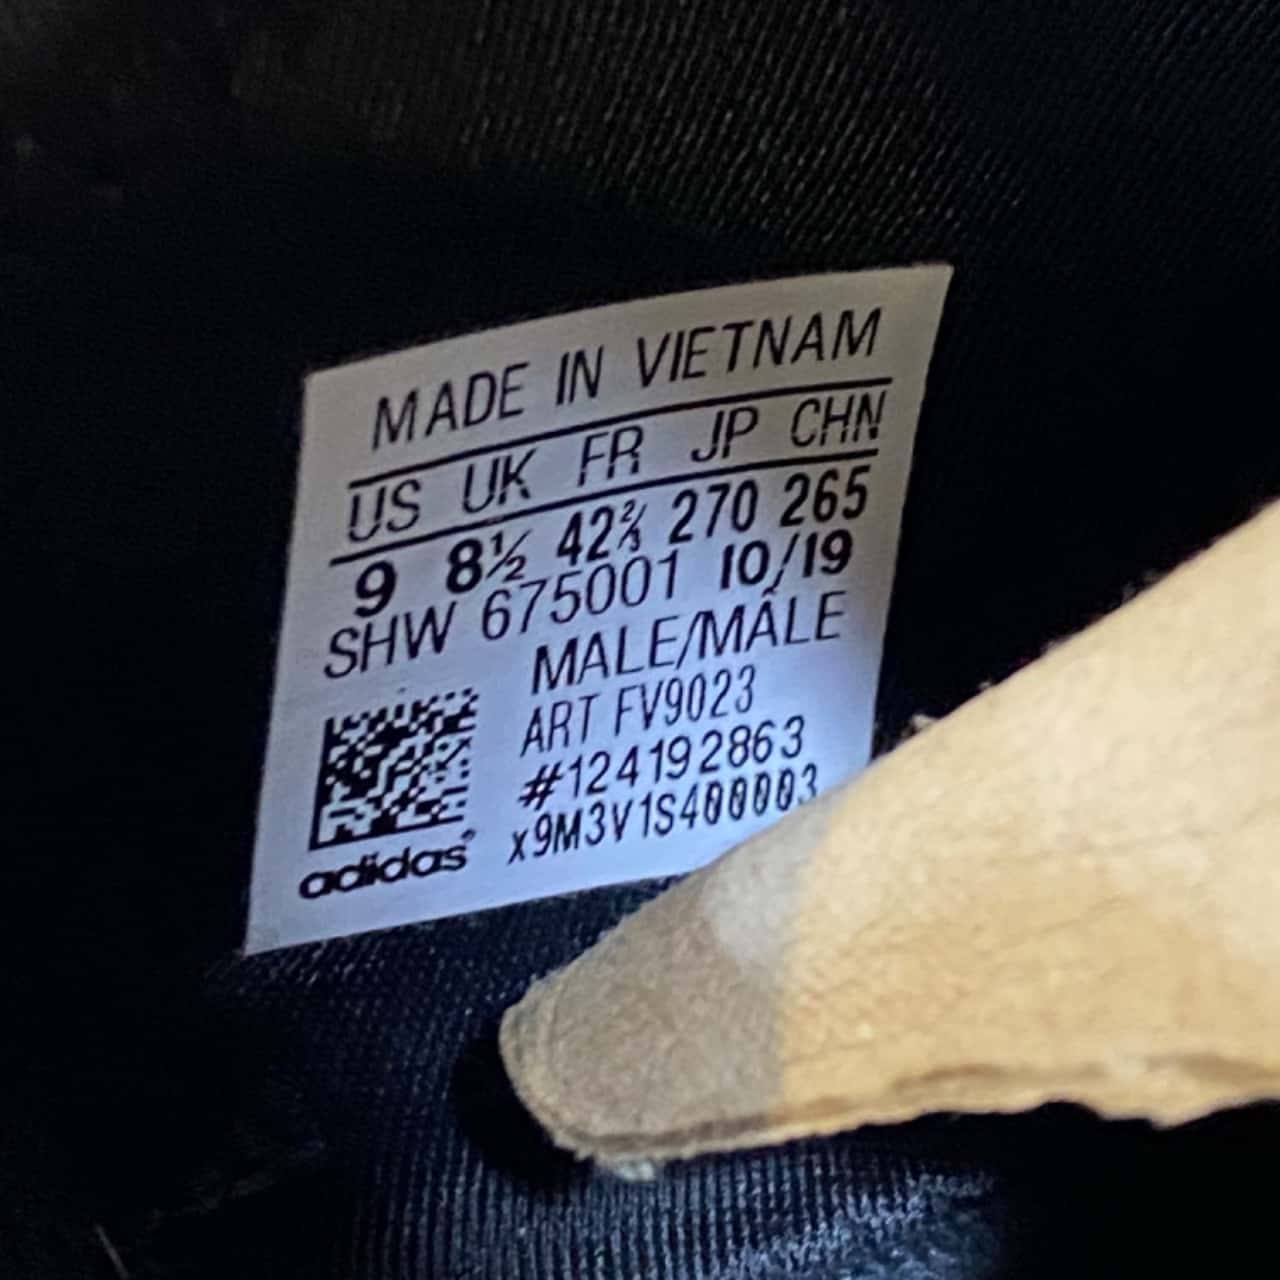 MADE IN VIETNAM
US UK FR JP CHN
9 8½ 42⅔ 270 265
SHW 675001 10/19
MALE/MÂLE
ART FV9023
#124192863
x9M3V1S400003
adidas®